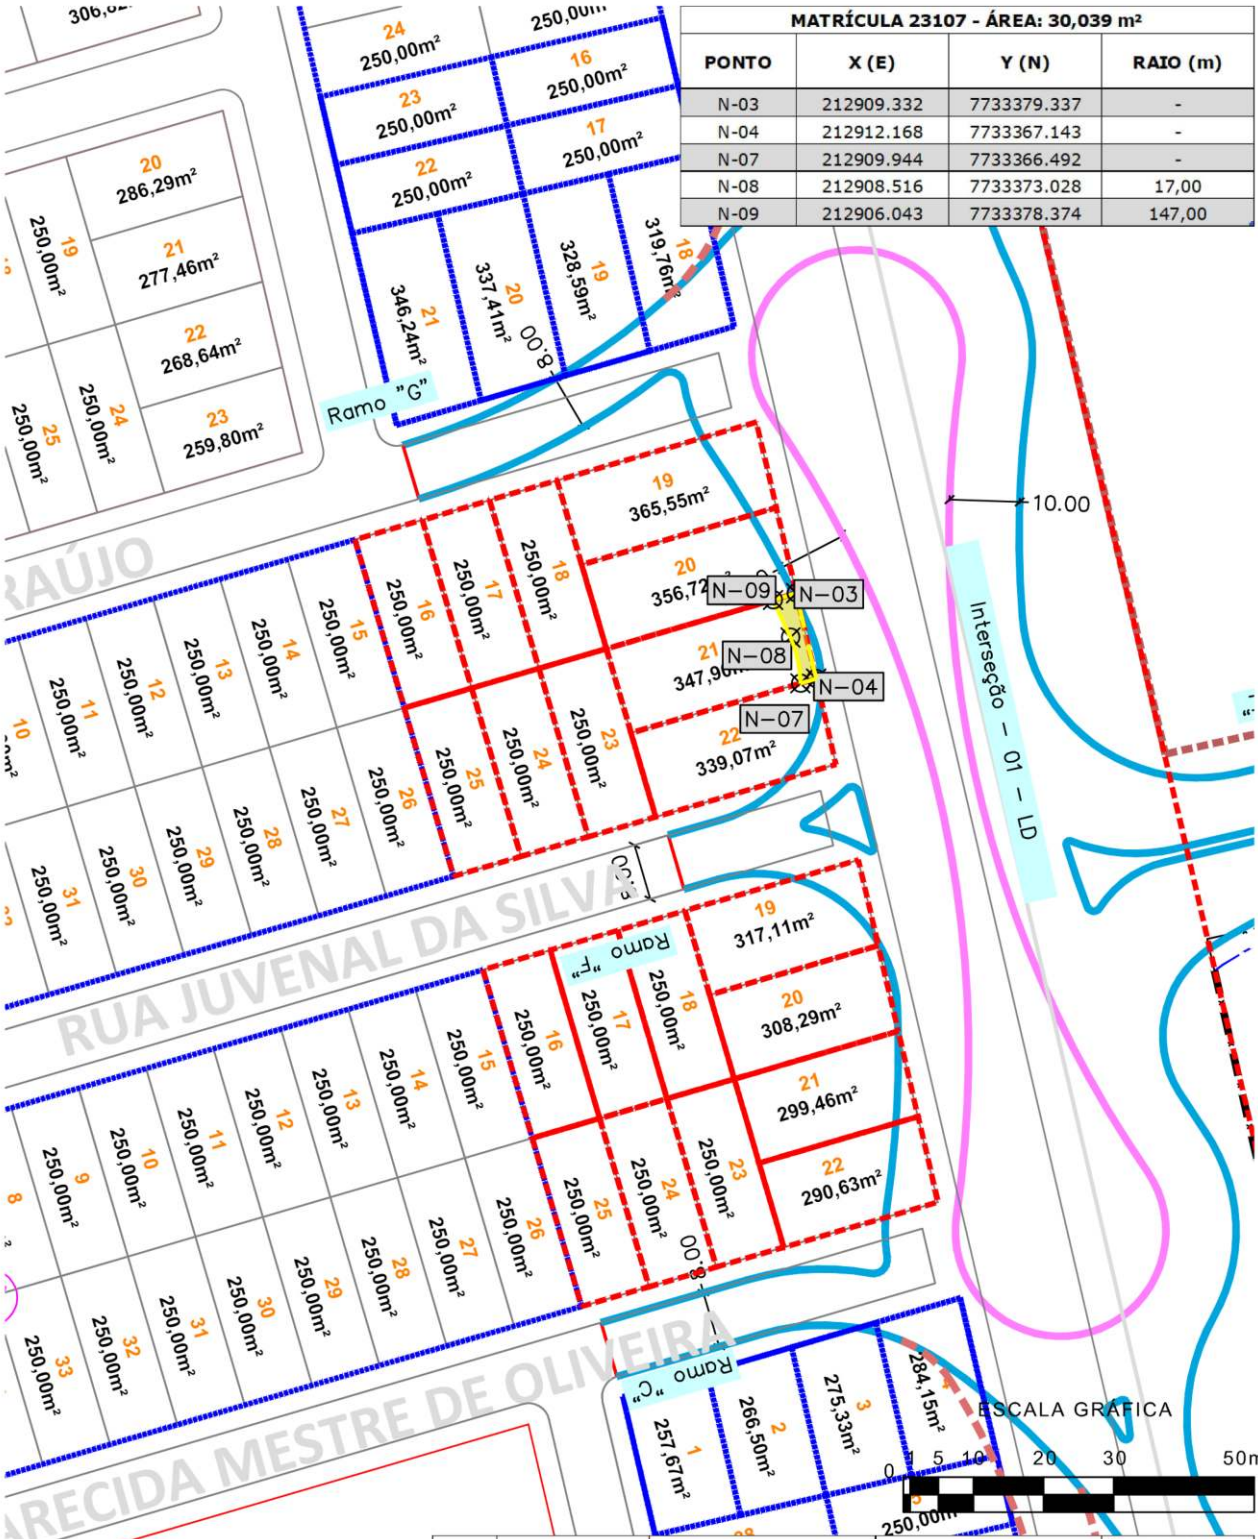 MATRÍCULA 23107 - ÁREA: 30,039 m²
PONTO X (E) Y (N) RAIO (m)
N-03 212909.332 7733379.337 -
N-04 212912.168 7733367.143 -
N-07 212909.944 7733366.492 -
N-08 212908.516 7733373.028 17,00
N-09 212906.043 7733378.374 147,00
24
250,00m²
16
250,00m²
23
250,00m²
17
250,00m²
22
250,00m²
18
319,76m²
19
328,59m²
20
337,41m²
21
346,24m²
8.00
Ramo "G"
20
286,29m²
19
250,00m²
21
277,46m²
22
268,64m²
24
250,00m²
23
259,80m²
25
250,00m²
10.00
19
365,55m²
18
250,00m²
17
250,00m²
16
250,00m²
20
N-09
N-03
N-08
N-04
N-07
21
22
339,07m²
23
250,00m²
24
250,00m²
25
250,00m²
15
250,00m²
14
250,00m²
13
250,00m²
12
250,00m²
11
250,00m²
10
26
250,00m²
27
250,00m²
28
250,00m²
29
250,00m²
30
250,00m²
31
250,00m²
Interseção - 01 - LD
RUA JUVENAL DA SILVA
Ramo "F"
19
317,11m²
20
308,29m²
21
299,46m²
22
290,63m²
18
250,00m²
17
250,00m²
16
250,00m²
15
250,00m²
14
250,00m²
13
250,00m²
12
250,00m²
11
250,00m²
10
250,00m²
9
250,00m²
8
23
250,00m²
24
250,00m²
25
250,00m²
26
250,00m²
27
250,00m²
28
250,00m²
29
250,00m²
30
250,00m²
31
250,00m²
32
250,00m²
33
250,00m²
8.00
Ramo "C"
MESTRE DE OLIVEIRA
1
257,67m²
2
266,50m²
3
275,33m²
4
284,15m²
ESCALA GRÁFICA
0 1 5 10 20 30 50m